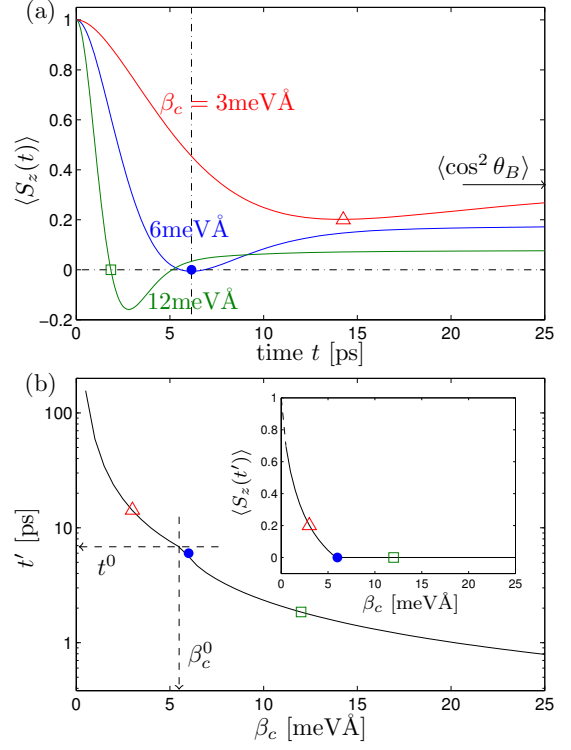 (a)
1
0.8
0.6
0.4
0.2
0
−0.2
⟨S_z(t)⟩
β_c = 3meVÅ
6meVÅ
12meVÅ
⟨cos² θ_B⟩
0 5 10 15 20 25
time t [ps]
(b)
100
10
1
t′ [ps]
t⁰
β_c⁰
1
0.8
0.6
0.4
0.2
0
⟨S_z(t′)⟩
0 5 10 15 20 25
β_c [meVÅ]
0 5 10 15 20 25
β_c [meVÅ]